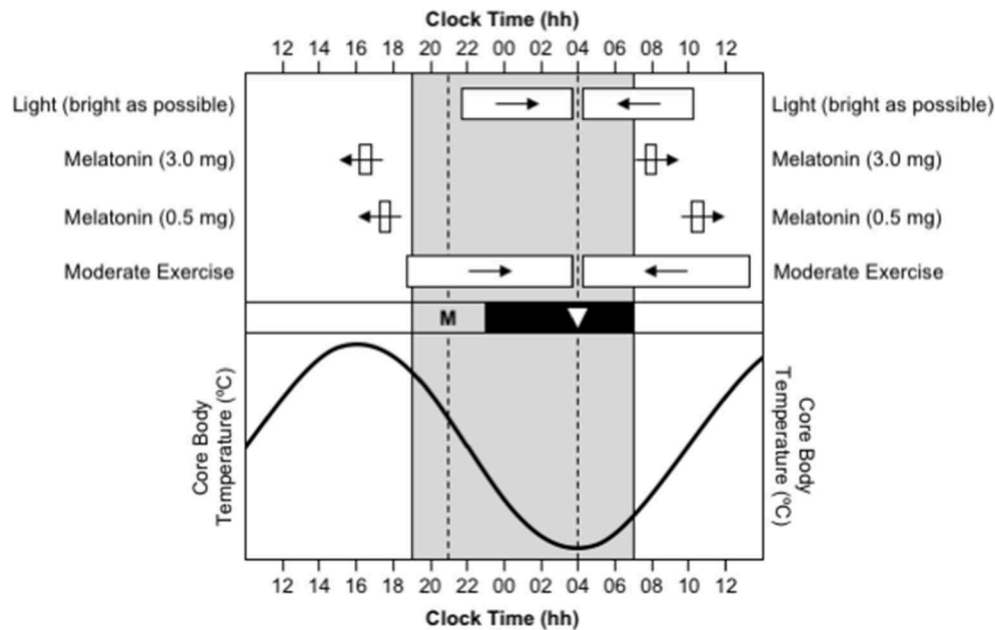 Clock Time (hh)
12 14 16 18 20 22 00 02 04 06 08 10 12
Light (bright as possible) Light (bright as possible)
Melatonin (3.0 mg) Melatonin (3.0 mg)
Melatonin (0.5 mg) Melatonin (0.5 mg)
Moderate Exercise Moderate Exercise
M
Core Body
Temperature (ºC)
Core Body
Temperature (ºC)
12 14 16 18 20 22 00 02 04 06 08 10 12
Clock Time (hh)